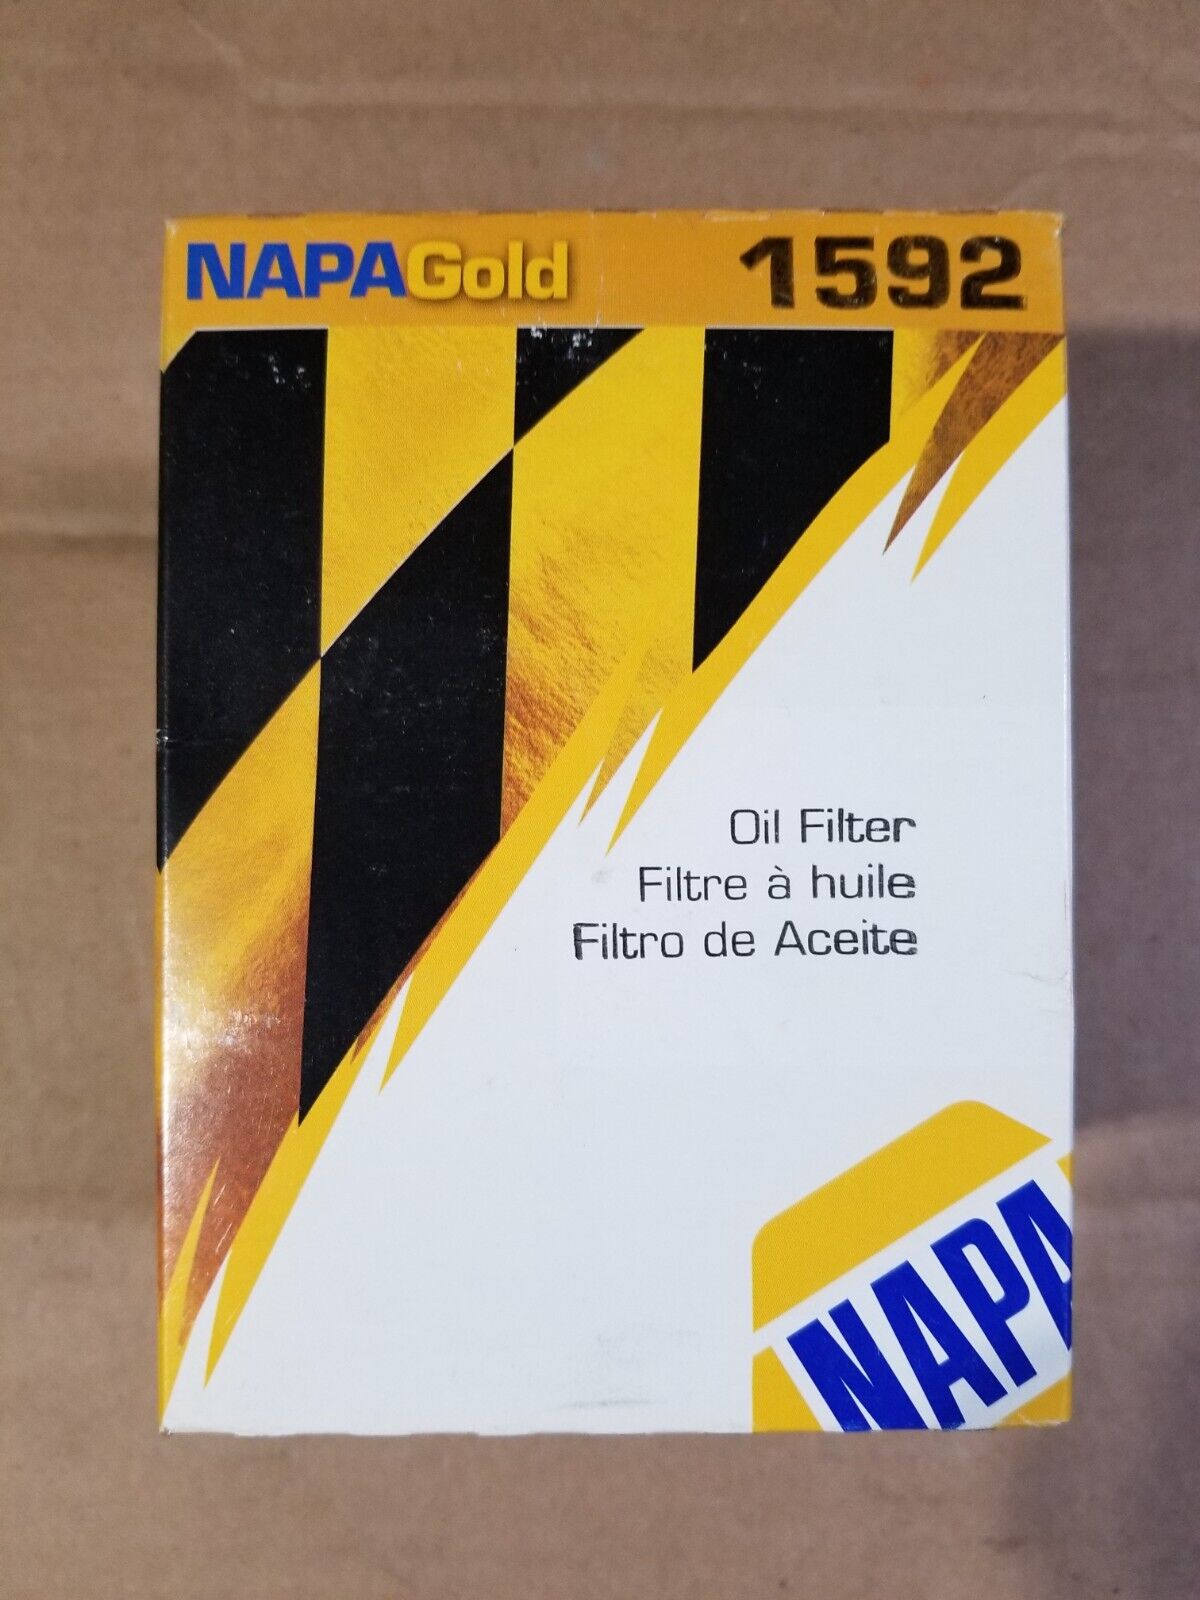 NAPAGold 1592
Oil Filter
Filtre à huile
Filtro de Aceite
NAPA